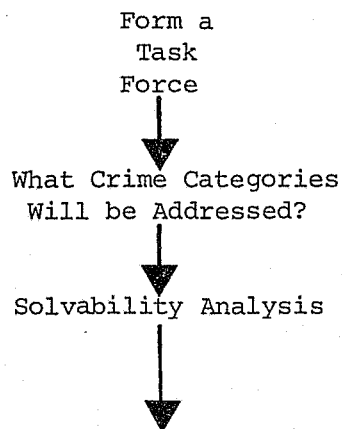 Form a
Task
Force
What Crime Categories
Will be Addressed?
Solvability Analysis